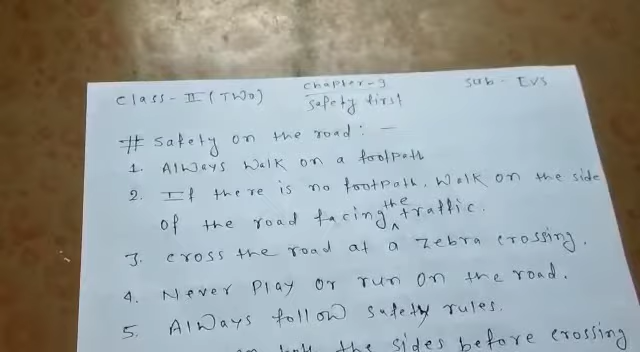 Class - II (Two) Chapter-9 Sub - EVS
Safety first
# Safety on the road: -
1. Always walk on a footpath
2. If there is no footpath, walk on the side
of the road facing the traffic.
3. cross the road at a zebra crossing.
4. Never Play or run on the road.
5. Always follow safety rules.
the sides before crossing